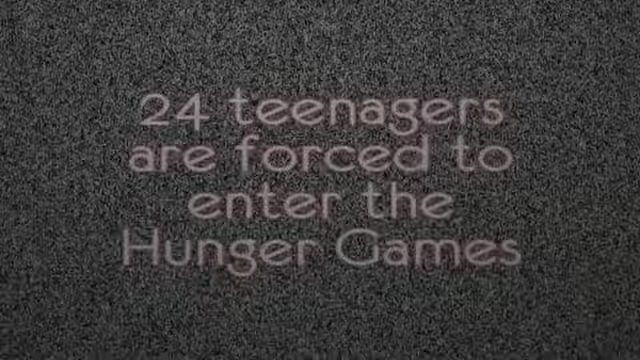 24 teenagers
are forced to
enter the
Hunger Games